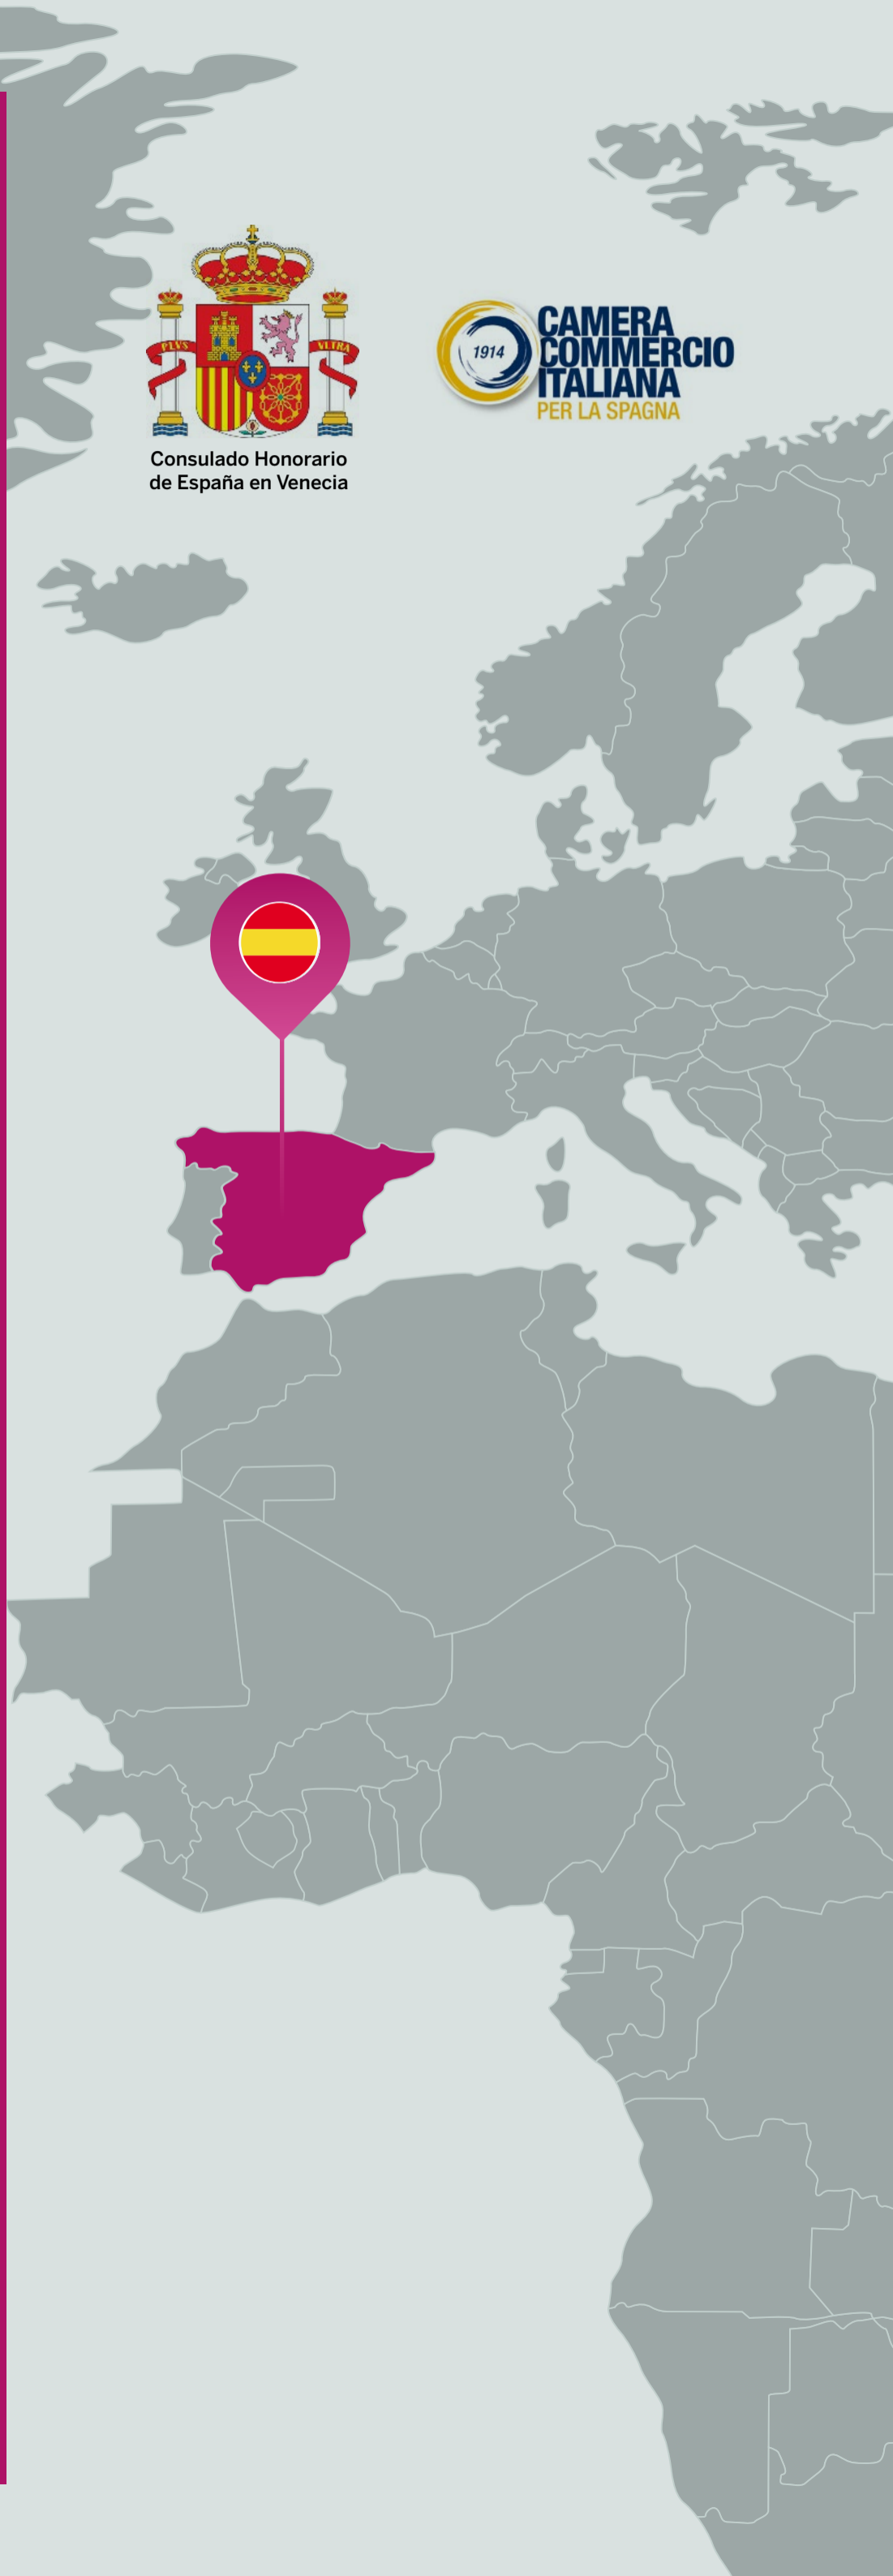 PLVS VLTRA
Consulado Honorario
de España en Venecia
1914
CAMERA
COMMERCIO
ITALIANA
PER LA SPAGNA